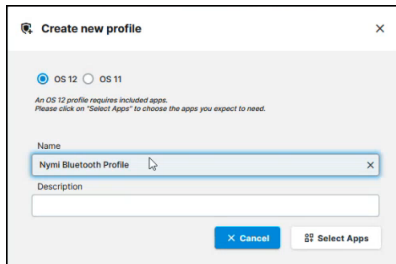 Create new profile
OS 12 OS 11
An OS 12 profile requires included apps.
Please click on "Select Apps" to choose the apps you expect to need.
Name
Nymi Bluetooth Profile
Description
Cancel Select Apps